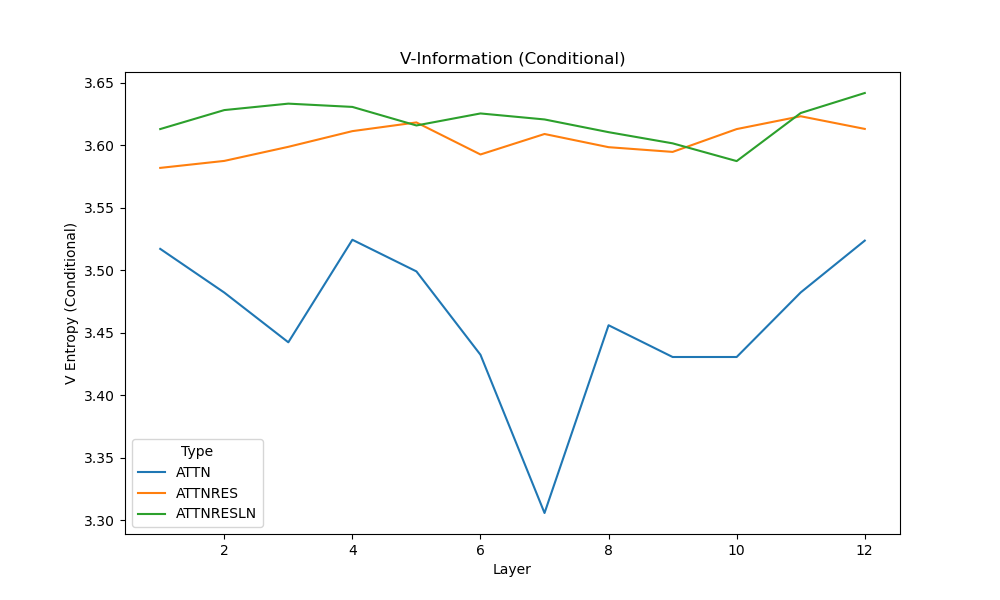 V-Information (Conditional)
V Entropy (Conditional)
3.65
3.60
3.55
3.50
3.45
3.40
3.35
3.30
Type
ATTN
ATTNRES
ATTNRESLN
2 4 6 8 10 12
Layer